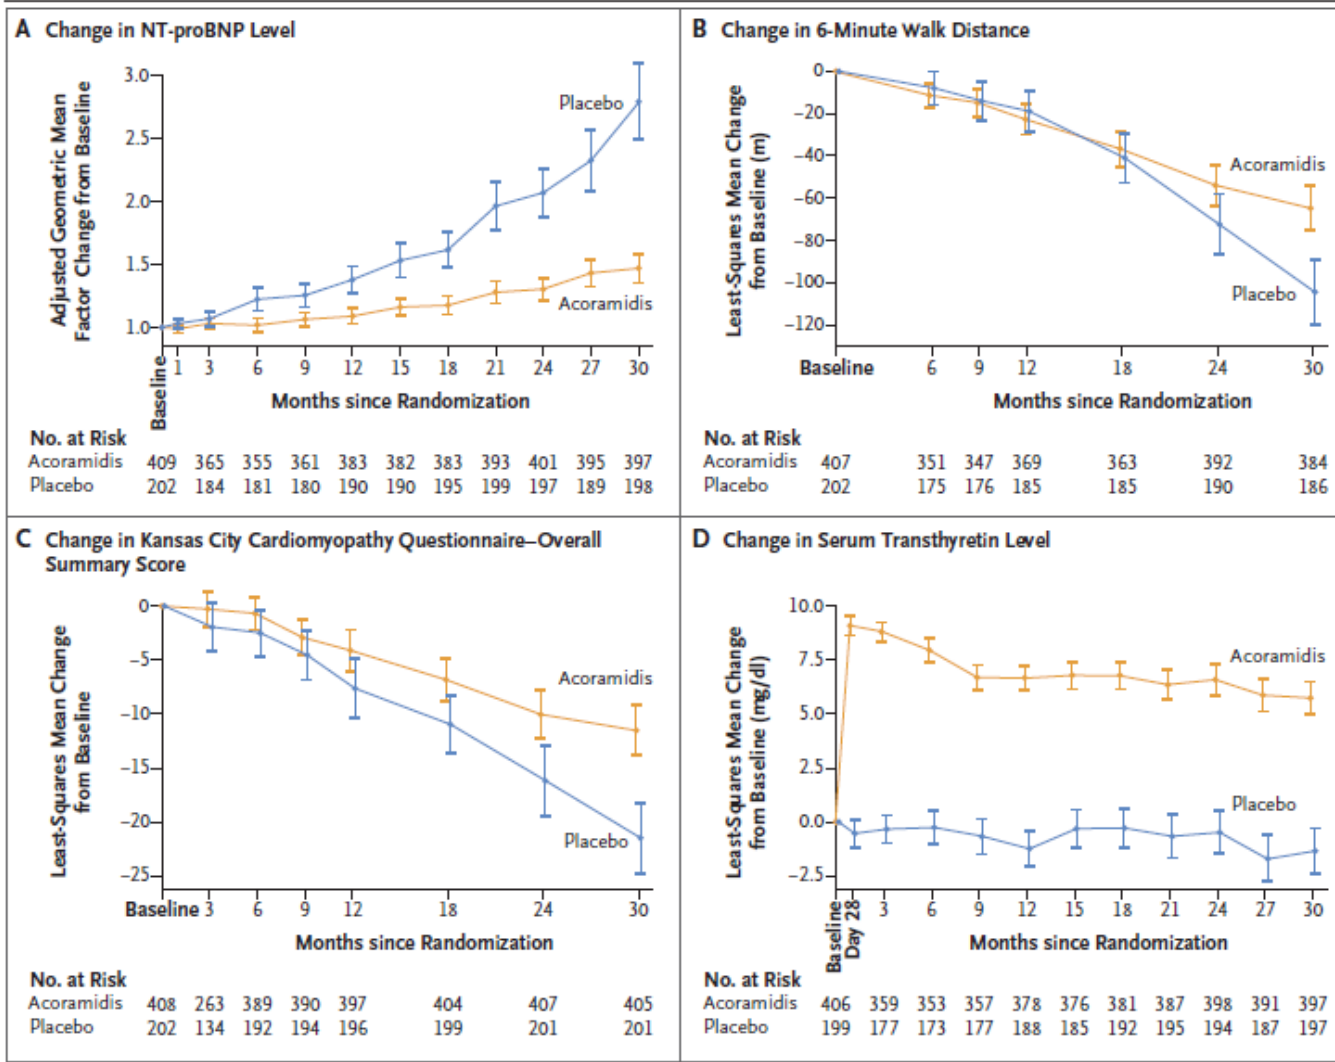 A Change in NT-proBNP Level
Adjusted Geometric Mean
Factor Change from Baseline
3.0
2.5
2.0
1.5
1.0
Placebo
Acoramidis
Baseline 1 3 6 9 12 15 18 21 24 27 30
Months since Randomization
No. at Risk
Acoramidis 409 365 355 361 383 382 383 393 401 395 397
Placebo 202 184 181 180 190 190 195 199 197 189 198
B Change in 6-Minute Walk Distance
Least-Squares Mean Change
from Baseline (m)
0
−20
−40
−60
−80
−100
−120
Acoramidis
Placebo
Baseline 6 9 12 18 24 30
Months since Randomization
No. at Risk
Acoramidis 407 351 347 369 363 392 384
Placebo 202 175 176 185 185 190 186
C Change in Kansas City Cardiomyopathy Questionnaire–Overall
Summary Score
Least-Squares Mean Change
from Baseline
0
−5
−10
−15
−20
−25
Acoramidis
Placebo
Baseline 3 6 9 12 18 24 30
Months since Randomization
No. at Risk
Acoramidis 408 263 389 390 397 404 407 405
Placebo 202 134 192 194 196 199 201 201
D Change in Serum Transthyretin Level
Least-Squares Mean Change
from Baseline (mg/dl)
10.0
7.5
5.0
2.5
0.0
−2.5
Acoramidis
Placebo
Baseline Day 28 3 6 9 12 15 18 21 24 27 30
Months since Randomization
No. at Risk
Acoramidis 406 359 353 357 378 376 381 387 398 391 397
Placebo 199 177 173 177 188 185 192 195 194 187 197